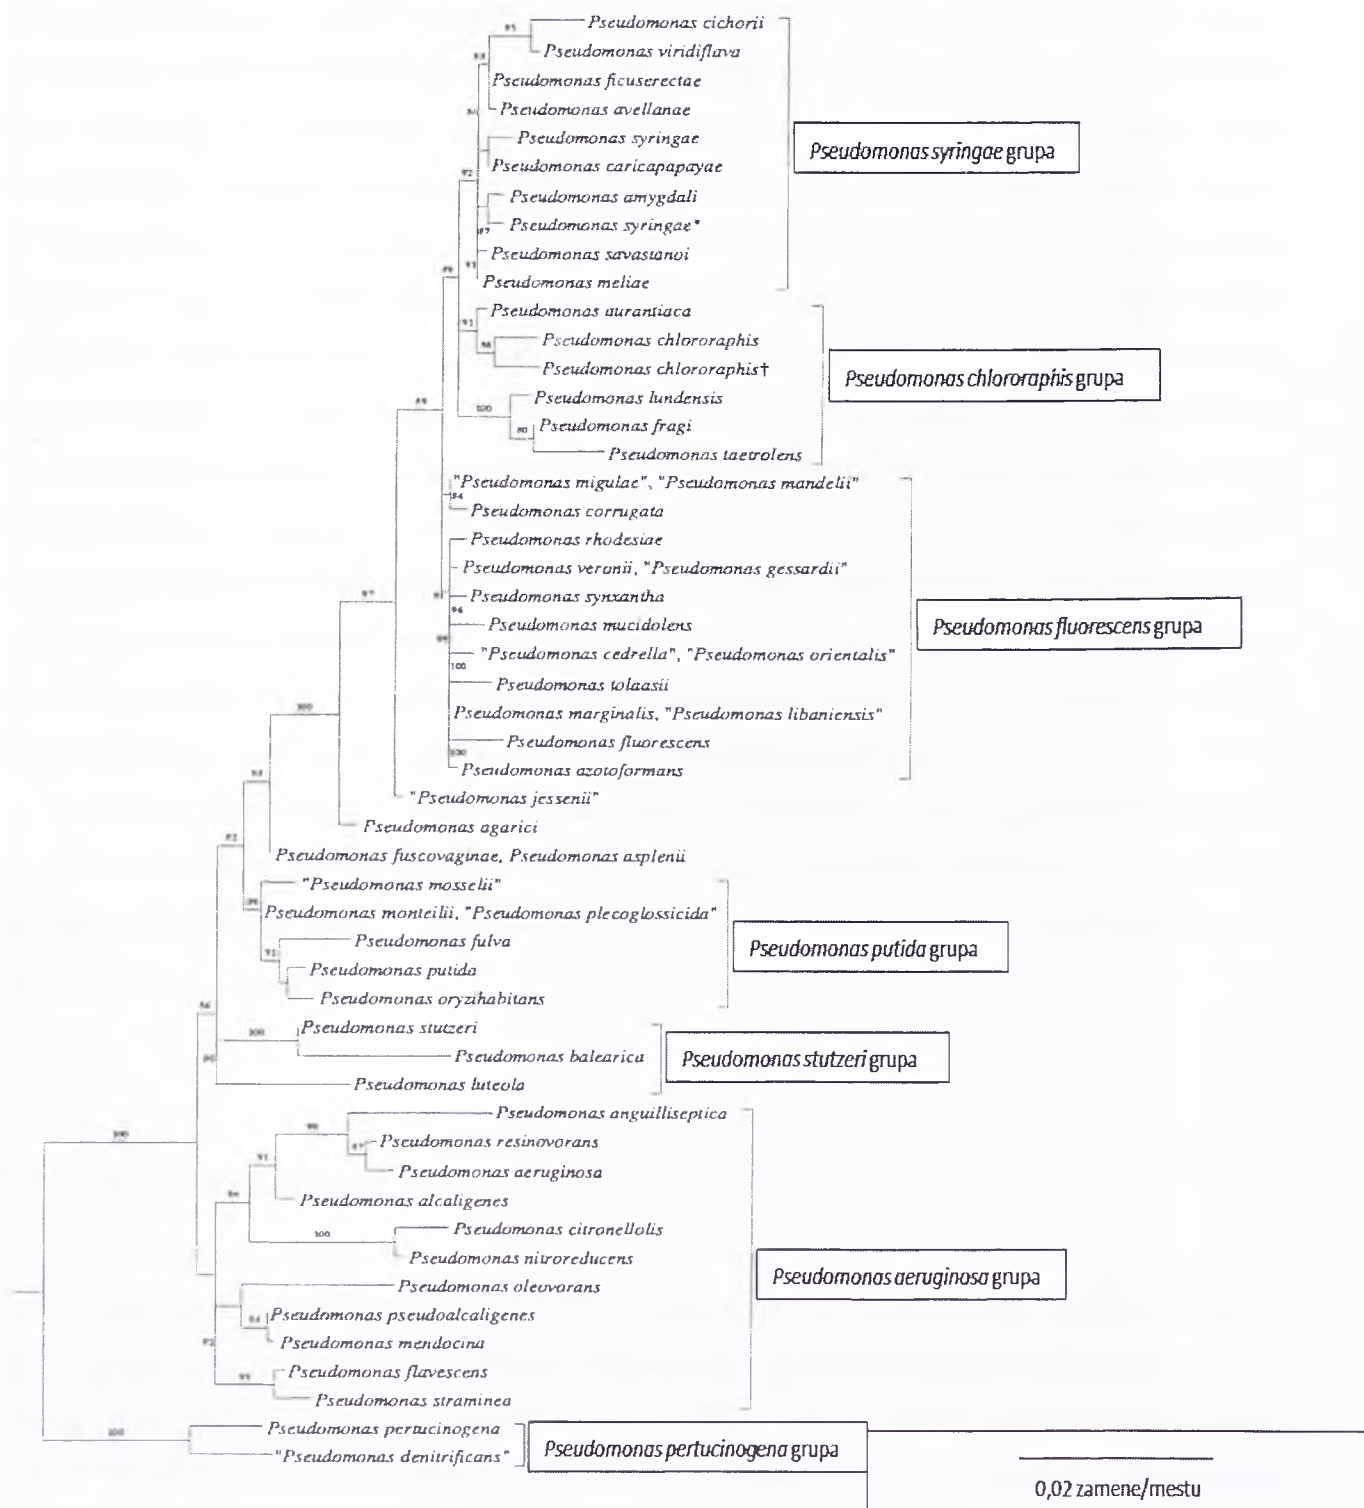 Pseudomonas cichorii
Pseudomonas viridiflava
Pseudomonas ficuserectae
Pseudomonas avellanae
Pseudomonas syringae
Pseudomonas caricapapayae
Pseudomonas amygdali
Pseudomonas syringae*
Pseudomonas savastanoi
Pseudomonas meliae
Pseudomonas syringae grupa
Pseudomonas aurantiaca
Pseudomonas chlororaphis
Pseudomonas chlororaphis†
Pseudomonas lundensis
Pseudomonas fragi
Pseudomonas taetrolens
Pseudomonas chlororaphis grupa
"Pseudomonas migulae", "Pseudomonas mandelii"
Pseudomonas corrugata
Pseudomonas rhodesiae
Pseudomonas veronii, "Pseudomonas gessardii"
Pseudomonas synxantha
Pseudomonas mucidolens
"Pseudomonas cedrella", "Pseudomonas orientalis"
Pseudomonas tolaasii
Pseudomonas marginalis, "Pseudomonas libaniensis"
Pseudomonas fluorescens
Pseudomonas azotoformans
Pseudomonas fluorescens grupa
"Pseudomonas jessenii"
Pseudomonas agarici
Pseudomonas fuscovaginae, Pseudomonas asplenii
"Pseudomonas mosselii"
Pseudomonas monteilii, "Pseudomonas plecoglossicida"
Pseudomonas fulva
Pseudomonas putida
Pseudomonas oryzihabitans
Pseudomonas putida grupa
Pseudomonas stutzeri
Pseudomonas balearica
Pseudomonas luteola
Pseudomonas stutzeri grupa
Pseudomonas anguilliseptica
Pseudomonas resinovorans
Pseudomonas aeruginosa
Pseudomonas alcaligenes
Pseudomonas citronellolis
Pseudomonas nitroreducens
Pseudomonas oleovorans
Pseudomonas pseudoalcaligenes
Pseudomonas mendocina
Pseudomonas flavescens
Pseudomonas straminea
Pseudomonas aeruginosa grupa
Pseudomonas pertucinogena
"Pseudomonas denitrificans"
Pseudomonas pertucinogena grupa
0,02 zamene/mestu
100
100
100
100
100
100